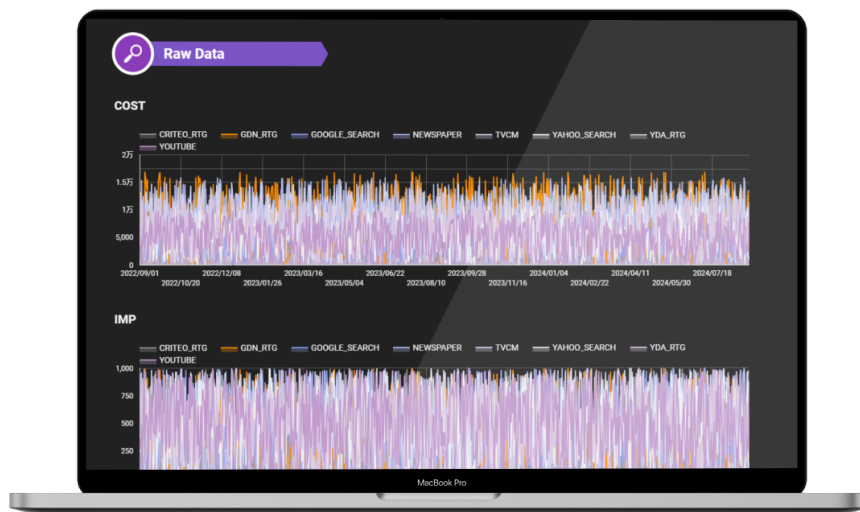 Raw Data
COST
CRITEO_RTG GDN_RTG GOOGLE_SEARCH NEWSPAPER TVCM YAHOO_SEARCH YDA_RTG
YOUTUBE
2万
1.5万
1万
5,000
0
2022/09/01 2022/12/08 2023/03/16 2023/06/22 2023/09/28 2024/01/04 2024/04/11 2024/07/18
2022/10/20 2023/01/26 2023/05/04 2023/08/10 2023/11/16 2024/02/22 2024/05/30
IMP
CRITEO_RTG GDN_RTG GOOGLE_SEARCH NEWSPAPER TVCM YAHOO_SEARCH YDA_RTG
YOUTUBE
1,000
750
500
250
MacBook Pro